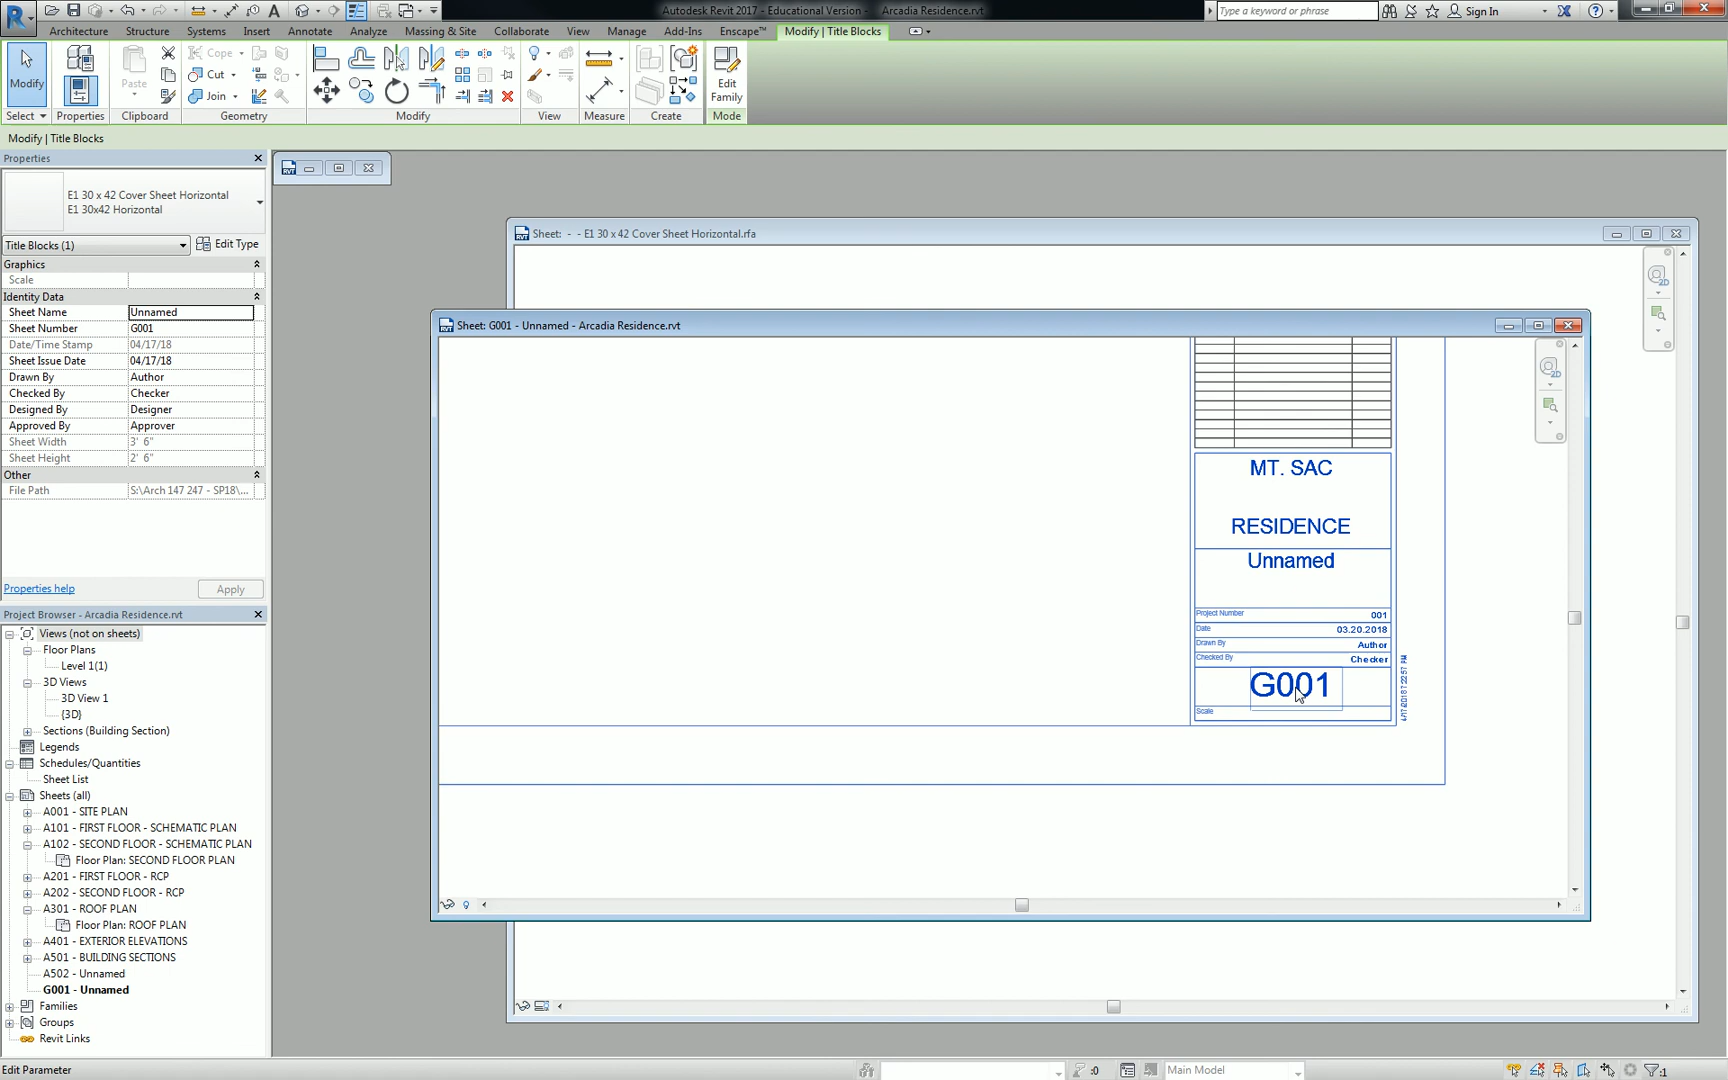 Autodesk Revit 2017 - Educational Version - Arcadia Residence.rvt
Type a keyword or phrase
Sign In
Architecture Structure Systems Insert Annotate Analyze Massing & Site Collaborate View Manage Add-Ins Enscape™ Modify | Title Blocks
Modify
Paste
Cope
Cut
Join
Edit Family
Select Properties Clipboard Geometry Modify View Measure Create Mode
Modify | Title Blocks
Properties
E1 30 x 42 Cover Sheet Horizontal
E1 30x42 Horizontal
Title Blocks (1)
Edit Type
Graphics
Scale
Identity Data
Sheet Name Unnamed
Sheet Number G001
Date/Time Stamp 04/17/18
Sheet Issue Date 04/17/18
Drawn By Author
Checked By Checker
Designed By Designer
Approved By Approver
Sheet Width 3' 6"
Sheet Height 2' 6"
Other
File Path S:\Arch 147 247 - SP18\...
Properties help
Apply
Project Browser - Arcadia Residence.rvt
Views (not on sheets)
Floor Plans
Level 1(1)
3D Views
3D View 1
{3D}
Sections (Building Section)
Legends
Schedules/Quantities
Sheet List
Sheets (all)
A001 - SITE PLAN
A101 - FIRST FLOOR - SCHEMATIC PLAN
A102 - SECOND FLOOR - SCHEMATIC PLAN
Floor Plan: SECOND FLOOR PLAN
A201 - FIRST FLOOR - RCP
A202 - SECOND FLOOR - RCP
A301 - ROOF PLAN
Floor Plan: ROOF PLAN
A401 - EXTERIOR ELEVATIONS
A501 - BUILDING SECTIONS
A502 - Unnamed
G001 - Unnamed
Families
Groups
Revit Links
Sheet: - - E1 30 x 42 Cover Sheet Horizontal.rfa
Sheet: G001 - Unnamed - Arcadia Residence.rvt
MT. SAC
RESIDENCE
Unnamed
Project Number 001
Date 03.20.2018
Drawn By Author
Checked By Checker
G001
Scale
Edit Parameter
:0
Main Model
:1